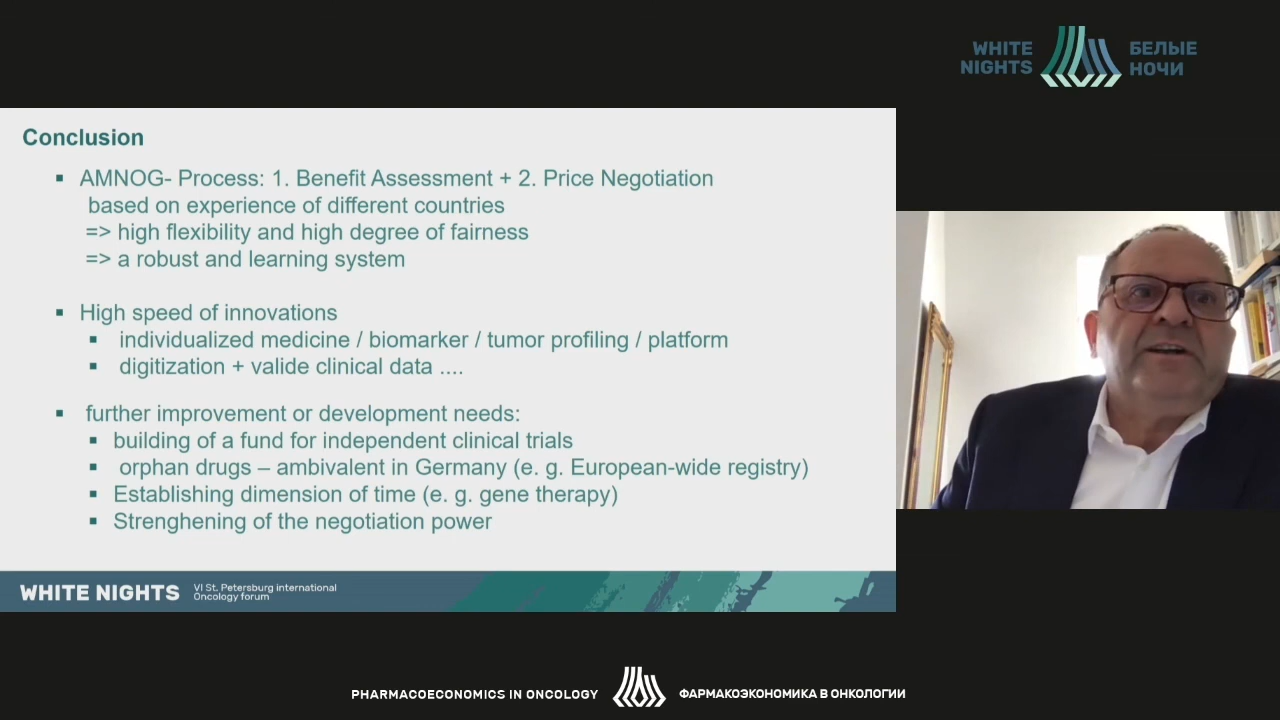 WHITE
NIGHTS
БЕЛЫЕ
НОЧИ
Conclusion
▪ AMNOG- Process: 1. Benefit Assessment + 2. Price Negotiation
based on experience of different countries
=> high flexibility and high degree of fairness
=> a robust and learning system
▪ High speed of innovations
▪ individualized medicine / biomarker / tumor profiling / platform
▪ digitization + valide clinical data ....
▪ further improvement or development needs:
▪ building of a fund for independent clinical trials
▪ orphan drugs – ambivalent in Germany (e. g. European-wide registry)
▪ Establishing dimension of time (e. g. gene therapy)
▪ Strenghening of the negotiation power
WHITE NIGHTS
VI St. Petersburg international
Oncology forum
PHARMACOECONOMICS IN ONCOLOGY
ФАРМАКОЭКОНОМИКА В ОНКОЛОГИИ